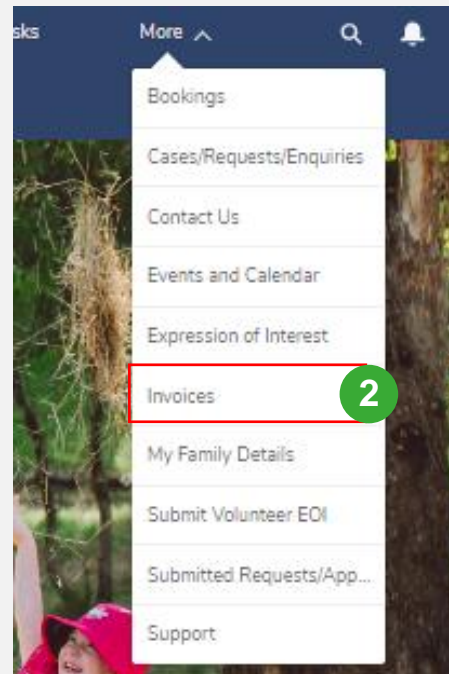 sks
More
Bookings
Cases/Requests/Enquiries
Contact Us
Events and Calendar
Expression of Interest
Invoices
2
My Family Details
Submit Volunteer EOI
Submitted Requests/App...
Support